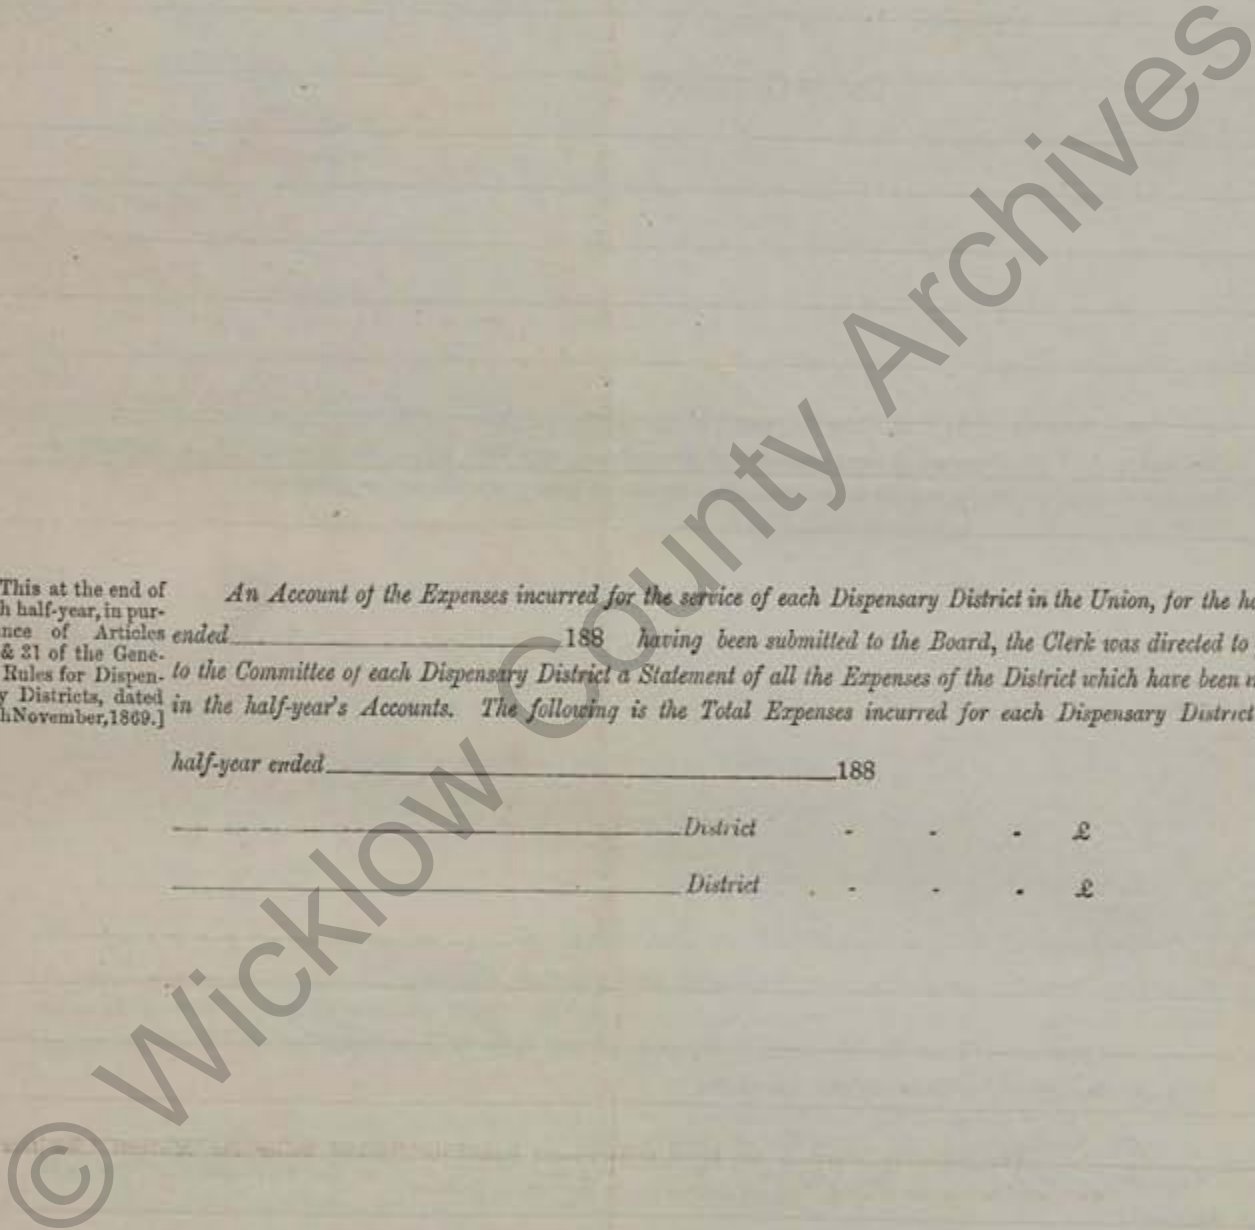 This at the end of
h half-year, in pur-
nce of Articles
& 31 of the Gene-
Rules for Dispen-
y Districts, dated
hNovember,1869.]
An Account of the Expenses incurred for the service of each Dispensary District in the Union, for the ha
ended 188 having been submitted to the Board, the Clerk was directed to
to the Committee of each Dispensary District a Statement of all the Expenses of the District which have been
in the half-year's Accounts. The following is the Total Expenses incurred for each Dispensary District
half-year ended 188
District - - - £
District - - - £
© Wicklow County Archives